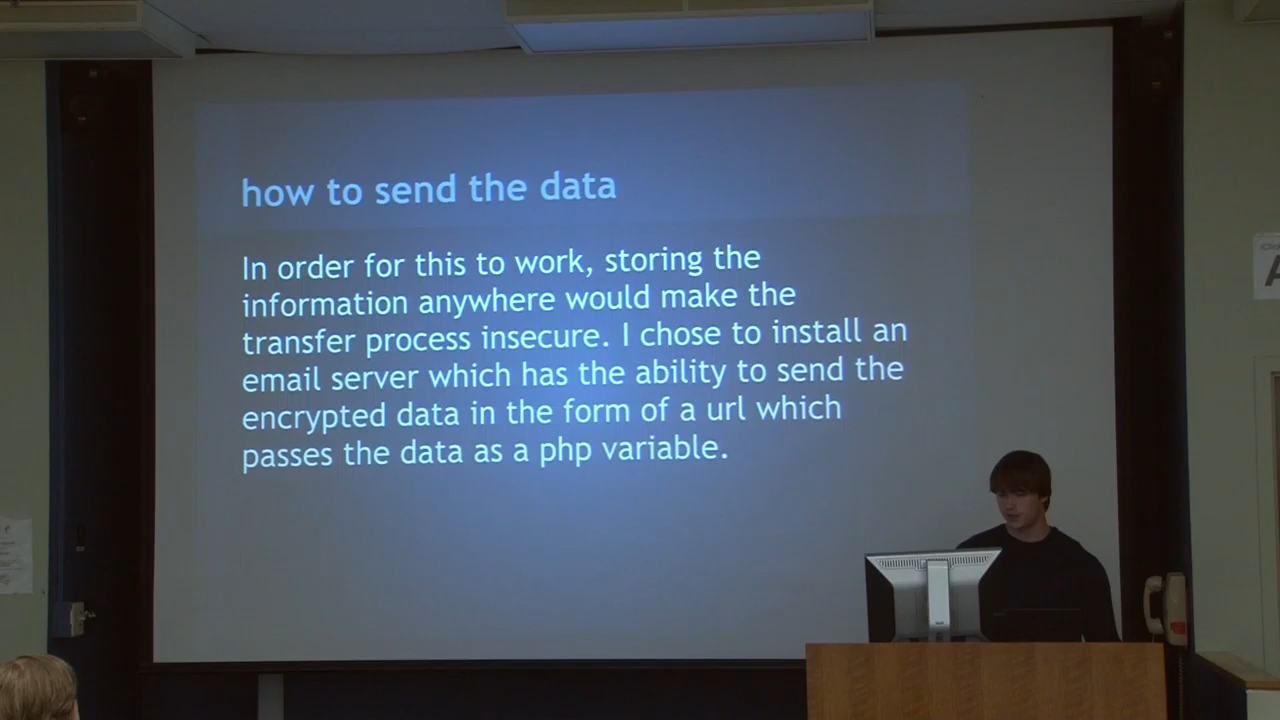 how to send the data
In order for this to work, storing the
information anywhere would make the
transfer process insecure. I chose to install an
email server which has the ability to send the
encrypted data in the form of a url which
passes the data as a php variable.